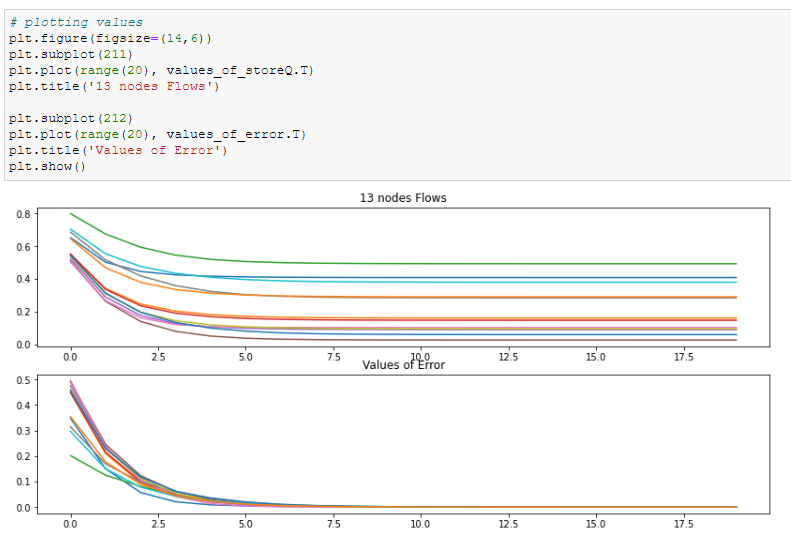 # plotting values
plt.figure(figsize=(14,6))
plt.subplot(211)
plt.plot(range(20), values_of_storeQ.T)
plt.title('13 nodes Flows')
plt.subplot(212)
plt.plot(range(20), values_of_error.T)
plt.title('Values of Error')
plt.show()
13 nodes Flows
0.8
0.6
0.4
0.2
0.0
0.0 2.5 5.0 7.5 10.0 12.5 15.0 17.5
Values of Error
0.5
0.4
0.3
0.2
0.1
0.0
0.0 2.5 5.0 7.5 10.0 12.5 15.0 17.5